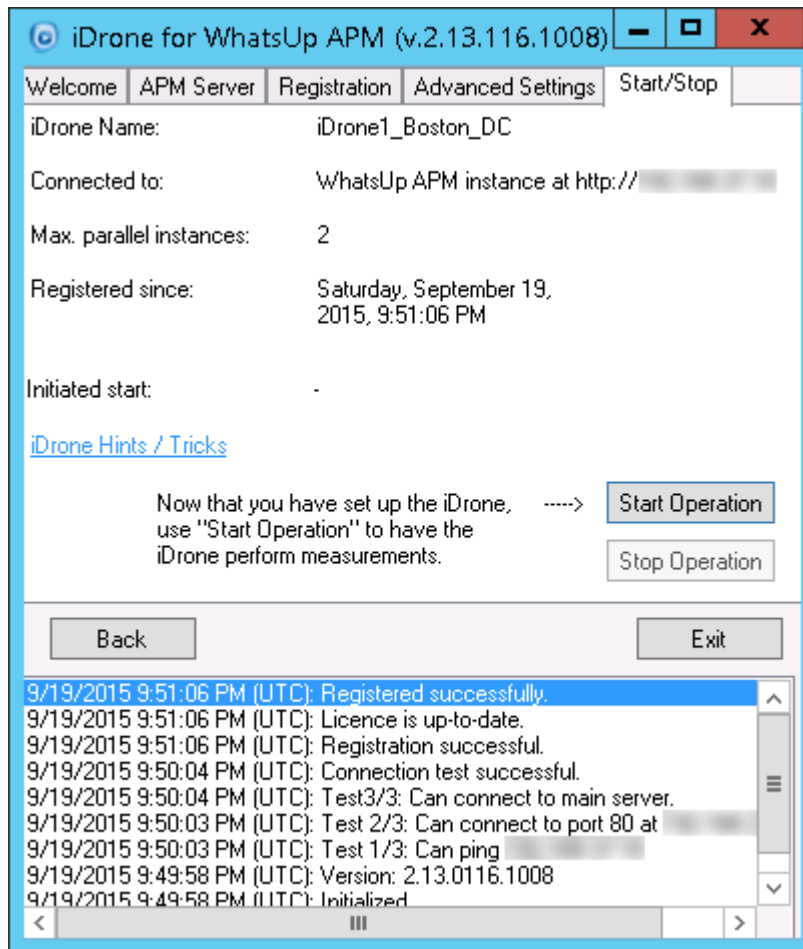 iDrone for WhatsUp APM (v.2.13.116.1008)
Welcome APM Server Registration Advanced Settings Start/Stop
iDrone Name: iDrone1_Boston_DC
Connected to: WhatsUp APM instance at http://
Max. parallel instances: 2
Registered since: Saturday, September 19,
2015, 9:51:06 PM
Initiated start: -
iDrone Hints / Tricks
Now that you have set up the iDrone, ----->
use "Start Operation" to have the
iDrone perform measurements.
Start Operation
Stop Operation
Back Exit
9/19/2015 9:51:06 PM (UTC): Registered successfully.
9/19/2015 9:51:06 PM (UTC): Licence is up-to-date.
9/19/2015 9:51:06 PM (UTC): Registration successful.
9/19/2015 9:50:04 PM (UTC): Connection test successful.
9/19/2015 9:50:04 PM (UTC): Test3/3: Can connect to main server.
9/19/2015 9:50:03 PM (UTC): Test 2/3: Can connect to port 80 at
9/19/2015 9:50:03 PM (UTC): Test 1/3: Can ping
9/19/2015 9:49:58 PM (UTC): Version: 2.13.0116.1008
9/19/2015 9:49:58 PM (UTC): Initialized